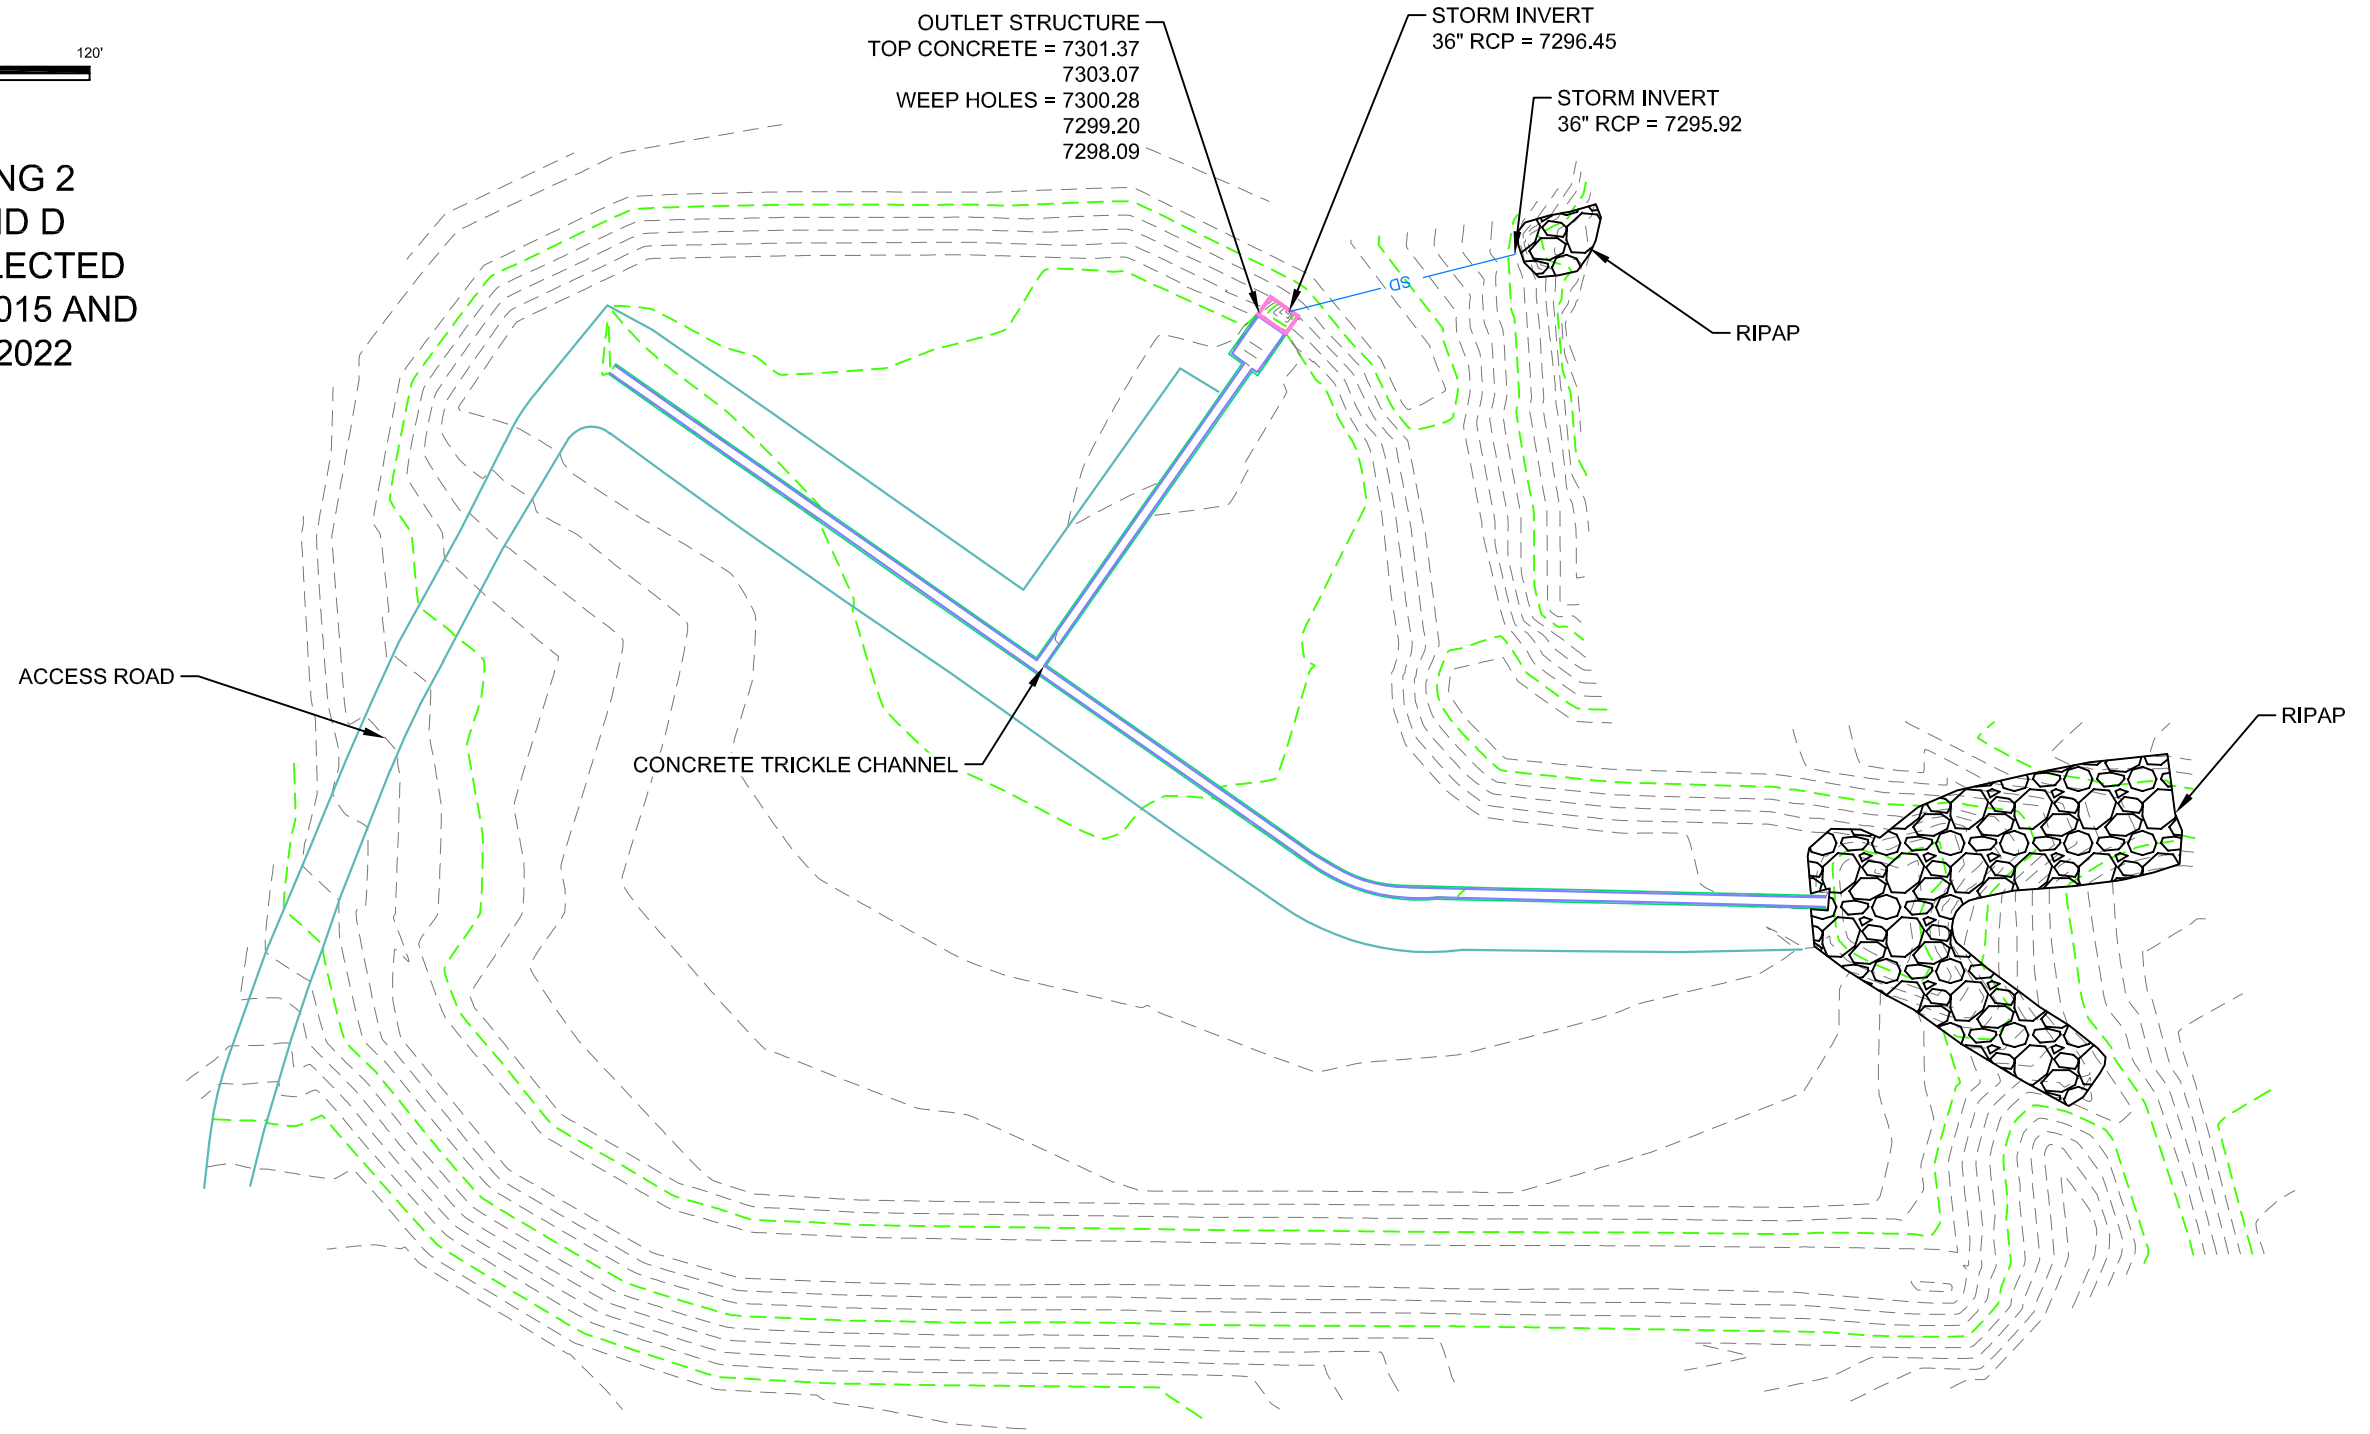 120'
NG 2
ND D
LECTED
015 AND
2022
OUTLET STRUCTURE
TOP CONCRETE = 7301.37
7303.07
WEEP HOLES = 7300.28
7299.20
7298.09
STORM INVERT
36" RCP = 7296.45
STORM INVERT
36" RCP = 7295.92
SD
RIPAP
ACCESS ROAD
CONCRETE TRICKLE CHANNEL
RIPAP